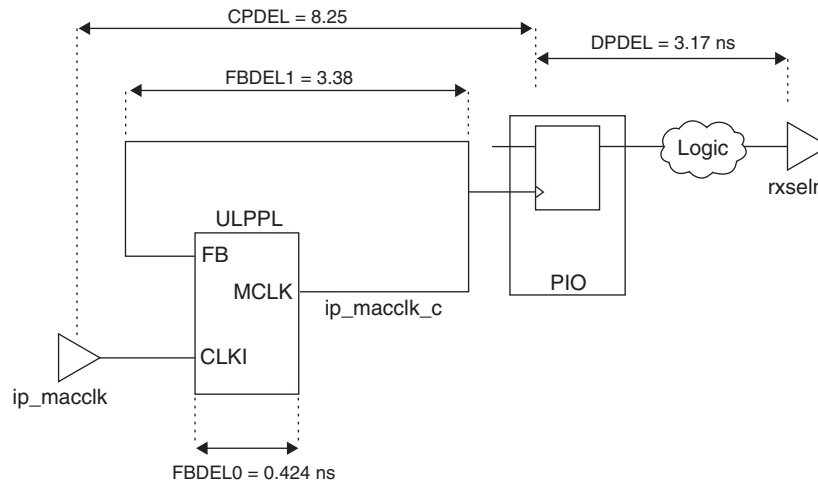 CPDEL = 8.25
DPDEL = 3.17 ns
FBDEL1 = 3.38
Logic
rxseln
ULPPL
FB
MCLK
PIO
ip_macclk_c
CLKI
ip_macclk
FBDEL0 = 0.424 ns